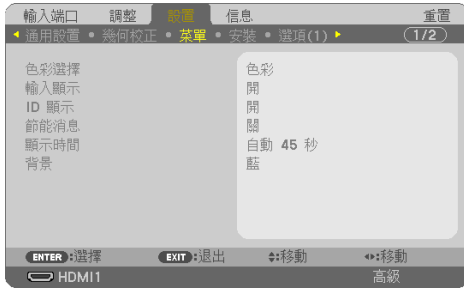 輸入端口 調整 設置 信息 重置
通用設置 • 幾何校正 • 菜單 • 安裝 • 選項(1) (1/2)
色彩選擇 色彩
輸入顯示 開
ID 顯示 開
節能消息 關
顯示時間 自動 45 秒
背景 藍
ENTER:選擇 EXIT:退出 :移動 :移動
HDMI1 高級